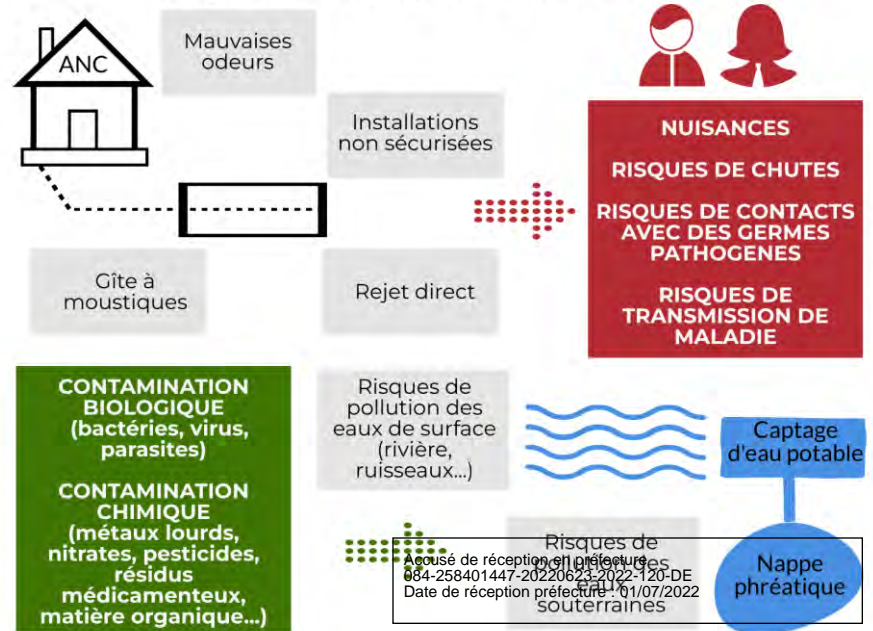 ANC
Mauvaises
odeurs
Installations
non sécurisées
NUISANCES
RISQUES DE CHUTES
RISQUES DE CONTACTS
AVEC DES GERMES
PATHOGENES
RISQUES DE
TRANSMISSION DE
MALADIE
Gîte à
moustiques
Rejet direct
CONTAMINATION
BIOLOGIQUE
(bactéries, virus,
parasites)
CONTAMINATION
CHIMIQUE
(métaux lourds,
nitrates, pesticides,
résidus
médicamenteux,
matière organique...)
Risques de
pollution des
eaux de surface
(rivière,
ruisseaux...)
Captage
d'eau potable
Risques de
pollution des
eaux
souterraines
Accusé de réception en préfecture
084-258401447-20220623-2022-120-DE
Date de réception préfecture : 01/07/2022
Nappe
phréatique